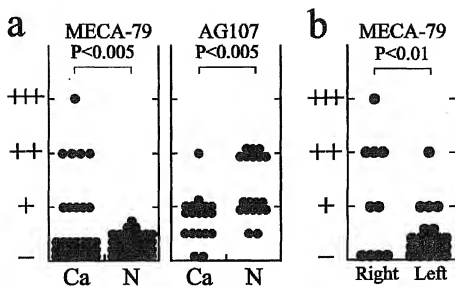 a MECA-79 AG107 b MECA-79
P<0.005 P<0.005 P<0.01
+++ +++
++ ++
+ +
– –
Ca N Ca N Right Left